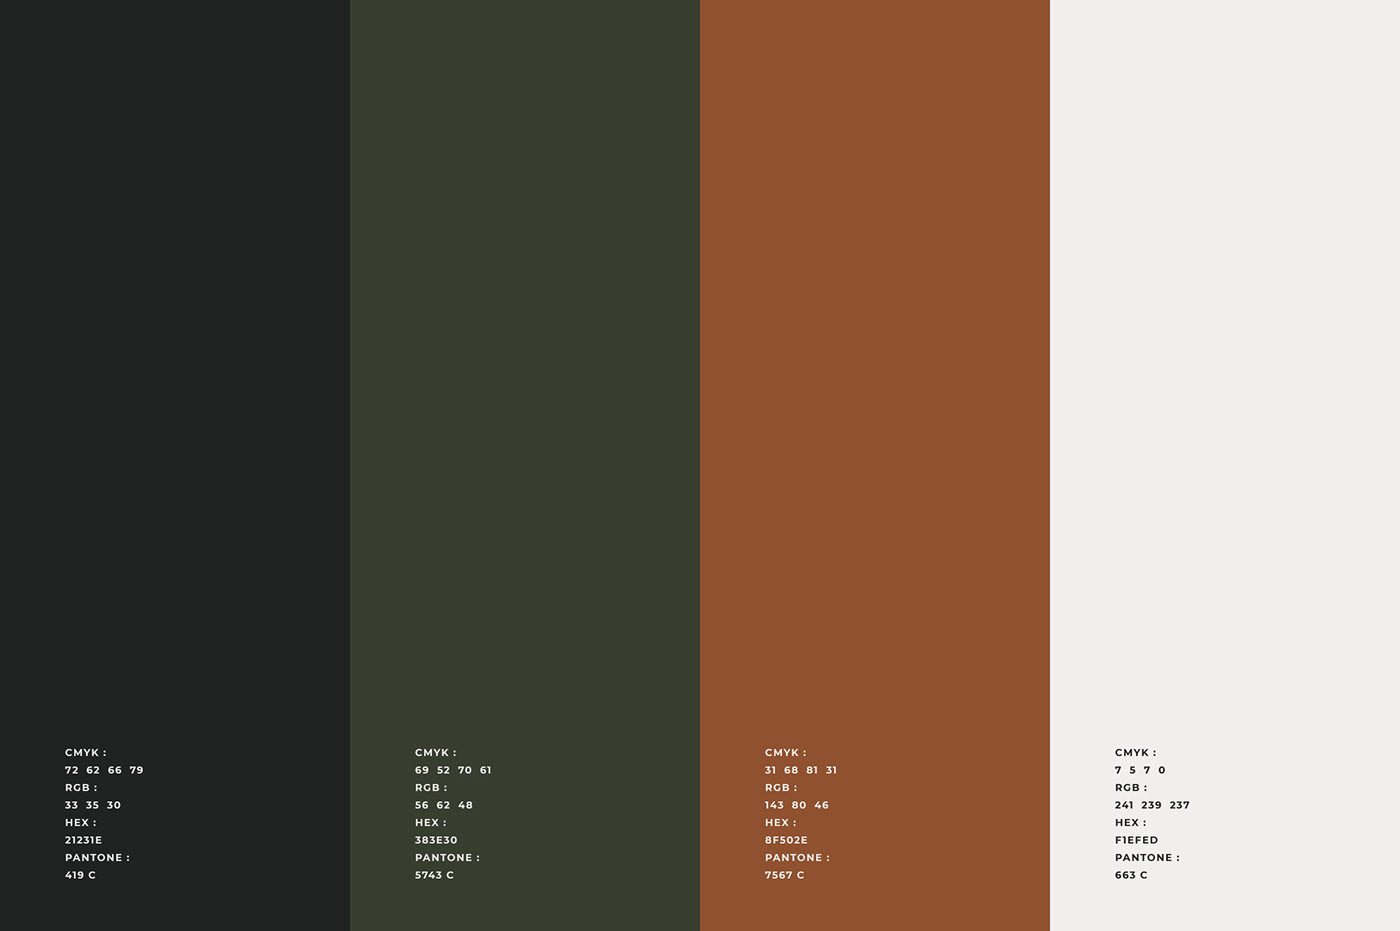 CMYK :
72 62 66 79
RGB :
33 35 30
HEX :
21231E
PANTONE :
419 C
CMYK :
69 52 70 61
RGB :
56 62 48
HEX :
383E30
PANTONE :
5743 C
CMYK :
31 68 81 31
RGB :
143 80 46
HEX :
8F502E
PANTONE :
7567 C
CMYK :
7 5 7 0
RGB :
241 239 237
HEX :
F1EFED
PANTONE :
663 C